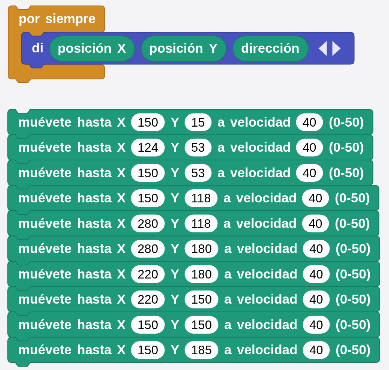 por siempre
di posición X posición Y dirección
muévete hasta X 150 Y 15 a velocidad 40 (0-50)
muévete hasta X 124 Y 53 a velocidad 40 (0-50)
muévete hasta X 150 Y 53 a velocidad 40 (0-50)
muévete hasta X 150 Y 118 a velocidad 40 (0-50)
muévete hasta X 280 Y 118 a velocidad 40 (0-50)
muévete hasta X 280 Y 180 a velocidad 40 (0-50)
muévete hasta X 220 Y 180 a velocidad 40 (0-50)
muévete hasta X 220 Y 150 a velocidad 40 (0-50)
muévete hasta X 150 Y 150 a velocidad 40 (0-50)
muévete hasta X 150 Y 185 a velocidad 40 (0-50)